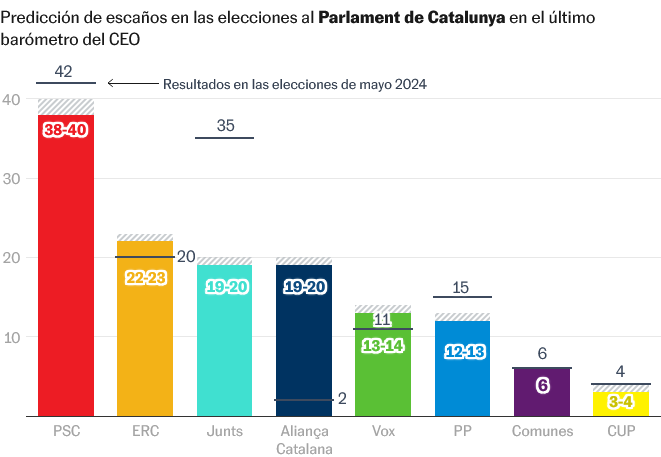 Predicción de escaños en las elecciones al Parlament de Catalunya en el último
barómetro del CEO
42
Resultados en las elecciones de mayo 2024
40
38-40
35
30
20
20
22-23
19-20
19-20
15
11
13-14
12-13
10
6
6
4
3-4
2
PSC
ERC
Junts
Aliança
Catalana
Vox
PP
Comunes
CUP